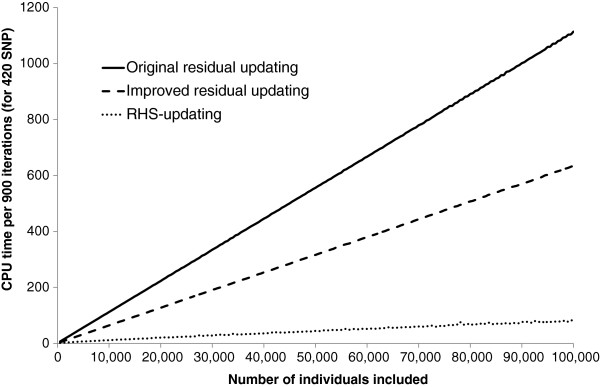 CPU time per 900 iterations (for 420 SNP)
1200
1000
800
600
400
200
0
Original residual updating
Improved residual updating
RHS-updating
0 10,000 20,000 30,000 40,000 50,000 60,000 70,000 80,000 90,000 100,000
Number of individuals included